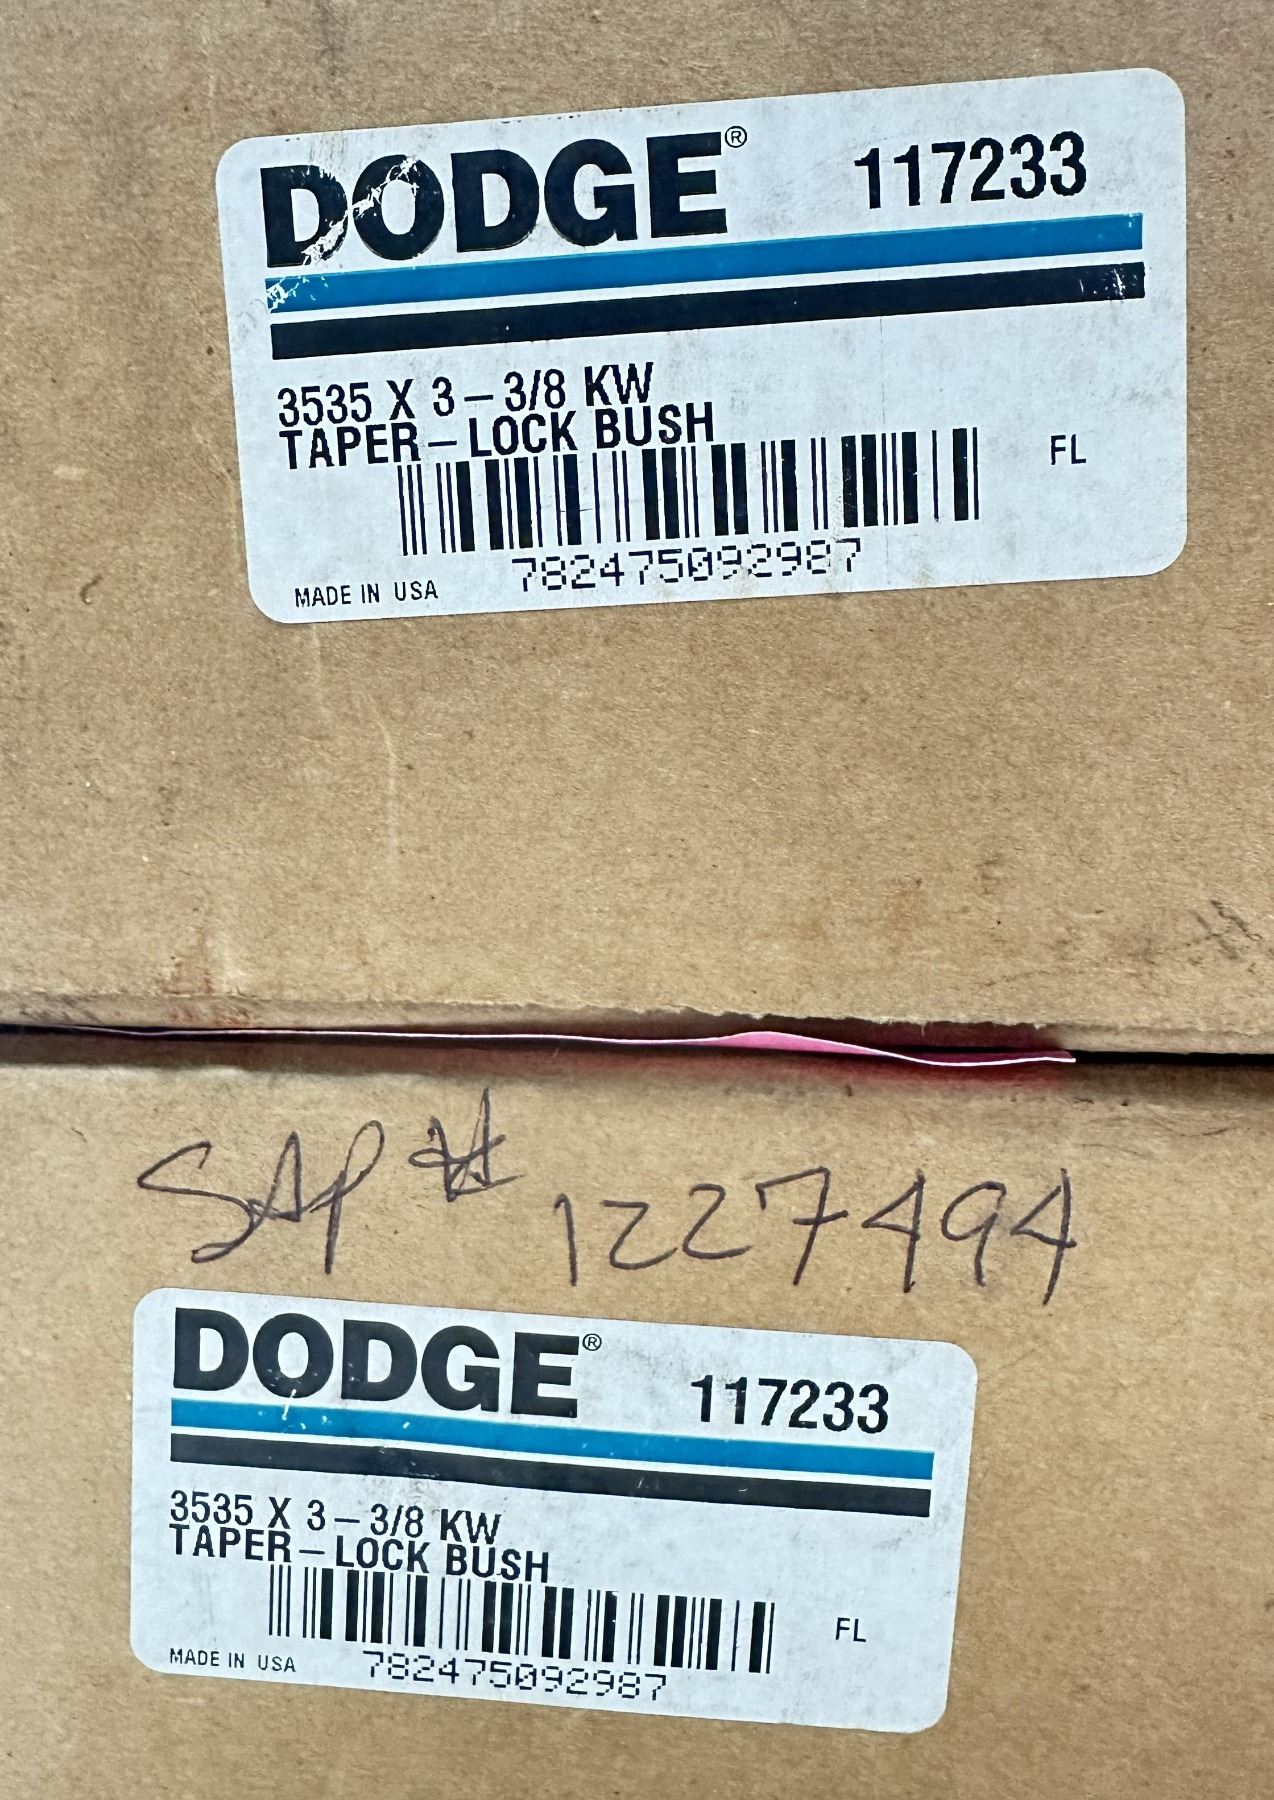 DODGE® 117233
3535 X 3-3/8 KW
TAPER-LOCK BUSH
FL
782475092987
MADE IN USA
SAP # 1227494
DODGE® 117233
3535 X 3-3/8 KW
TAPER-LOCK BUSH
FL
MADE IN USA 782475092987